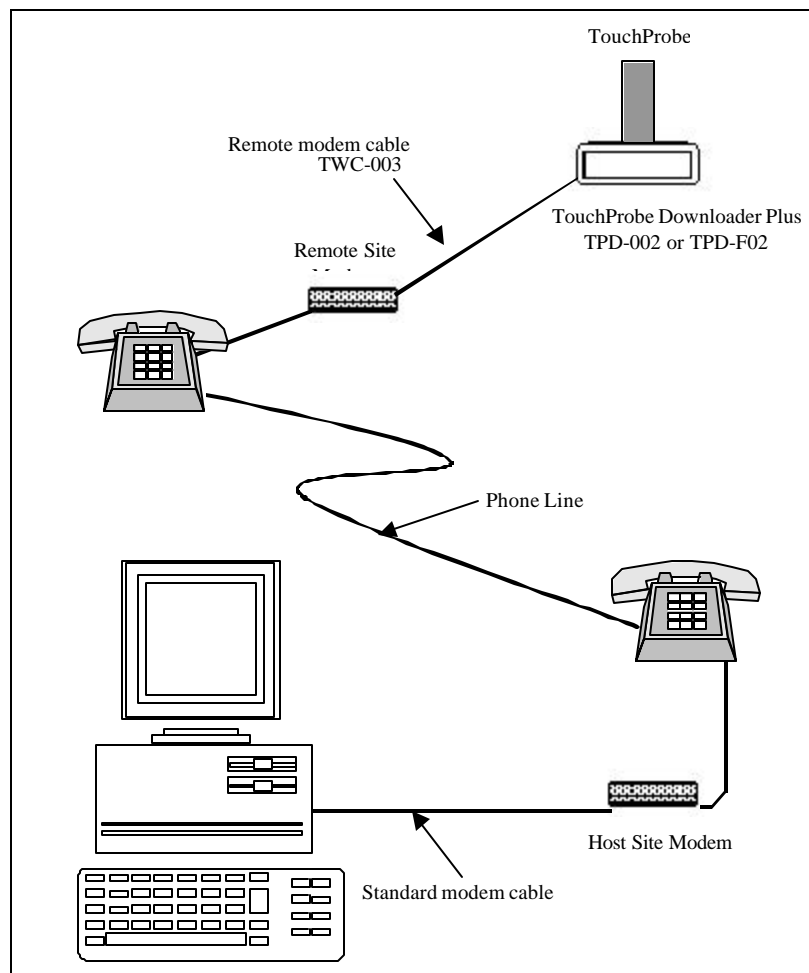 TouchProbe
Remote modem cable
TWC-003
TouchProbe Downloader Plus
TPD-002 or TPD-F02
Remote Site
Phone Line
Host Site Modem
Standard modem cable